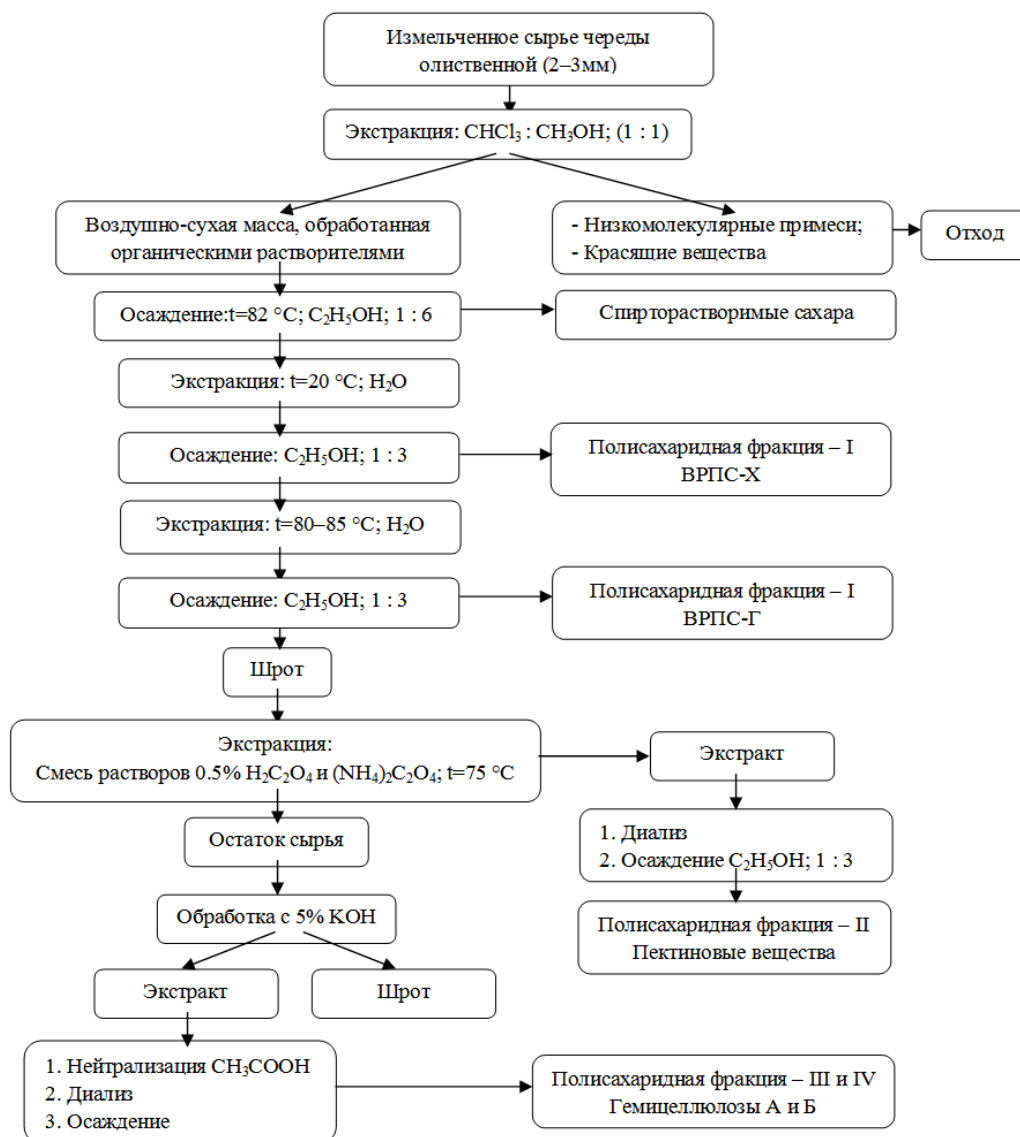 Измельченное сырье череды
олиственной (2–3мм)
Экстракция: CHCl₃ : CH₃OH; (1 : 1)
Воздушно-сухая масса, обработанная
органическими растворителями
- Низкомолекулярные примеси;
- Красящие вещества
Отход
Осаждение:t=82 °C; C₂H₅OH; 1 : 6
Спирторастворимые сахара
Экстракция: t=20 °C; H₂O
Осаждение: C₂H₅OH; 1 : 3
Полисахаридная фракция – I
ВРПС-Х
Экстракция: t=80–85 °C; H₂O
Осаждение: C₂H₅OH; 1 : 3
Полисахаридная фракция – I
ВРПС-Г
Шрот
Экстракция:
Смесь растворов 0.5% H₂C₂O₄ и (NH₄)₂C₂O₄; t=75 °C
Экстракт
Остаток сырья
1. Диализ
2. Осаждение C₂H₅OH; 1 : 3
Обработка с 5% KOH
Полисахаридная фракция – II
Пектиновые вещества
Экстракт
Шрот
1. Нейтрализация CH₃COOH
2. Диализ
3. Осаждение
Полисахаридная фракция – III и IV
Гемицеллюлозы А и Б